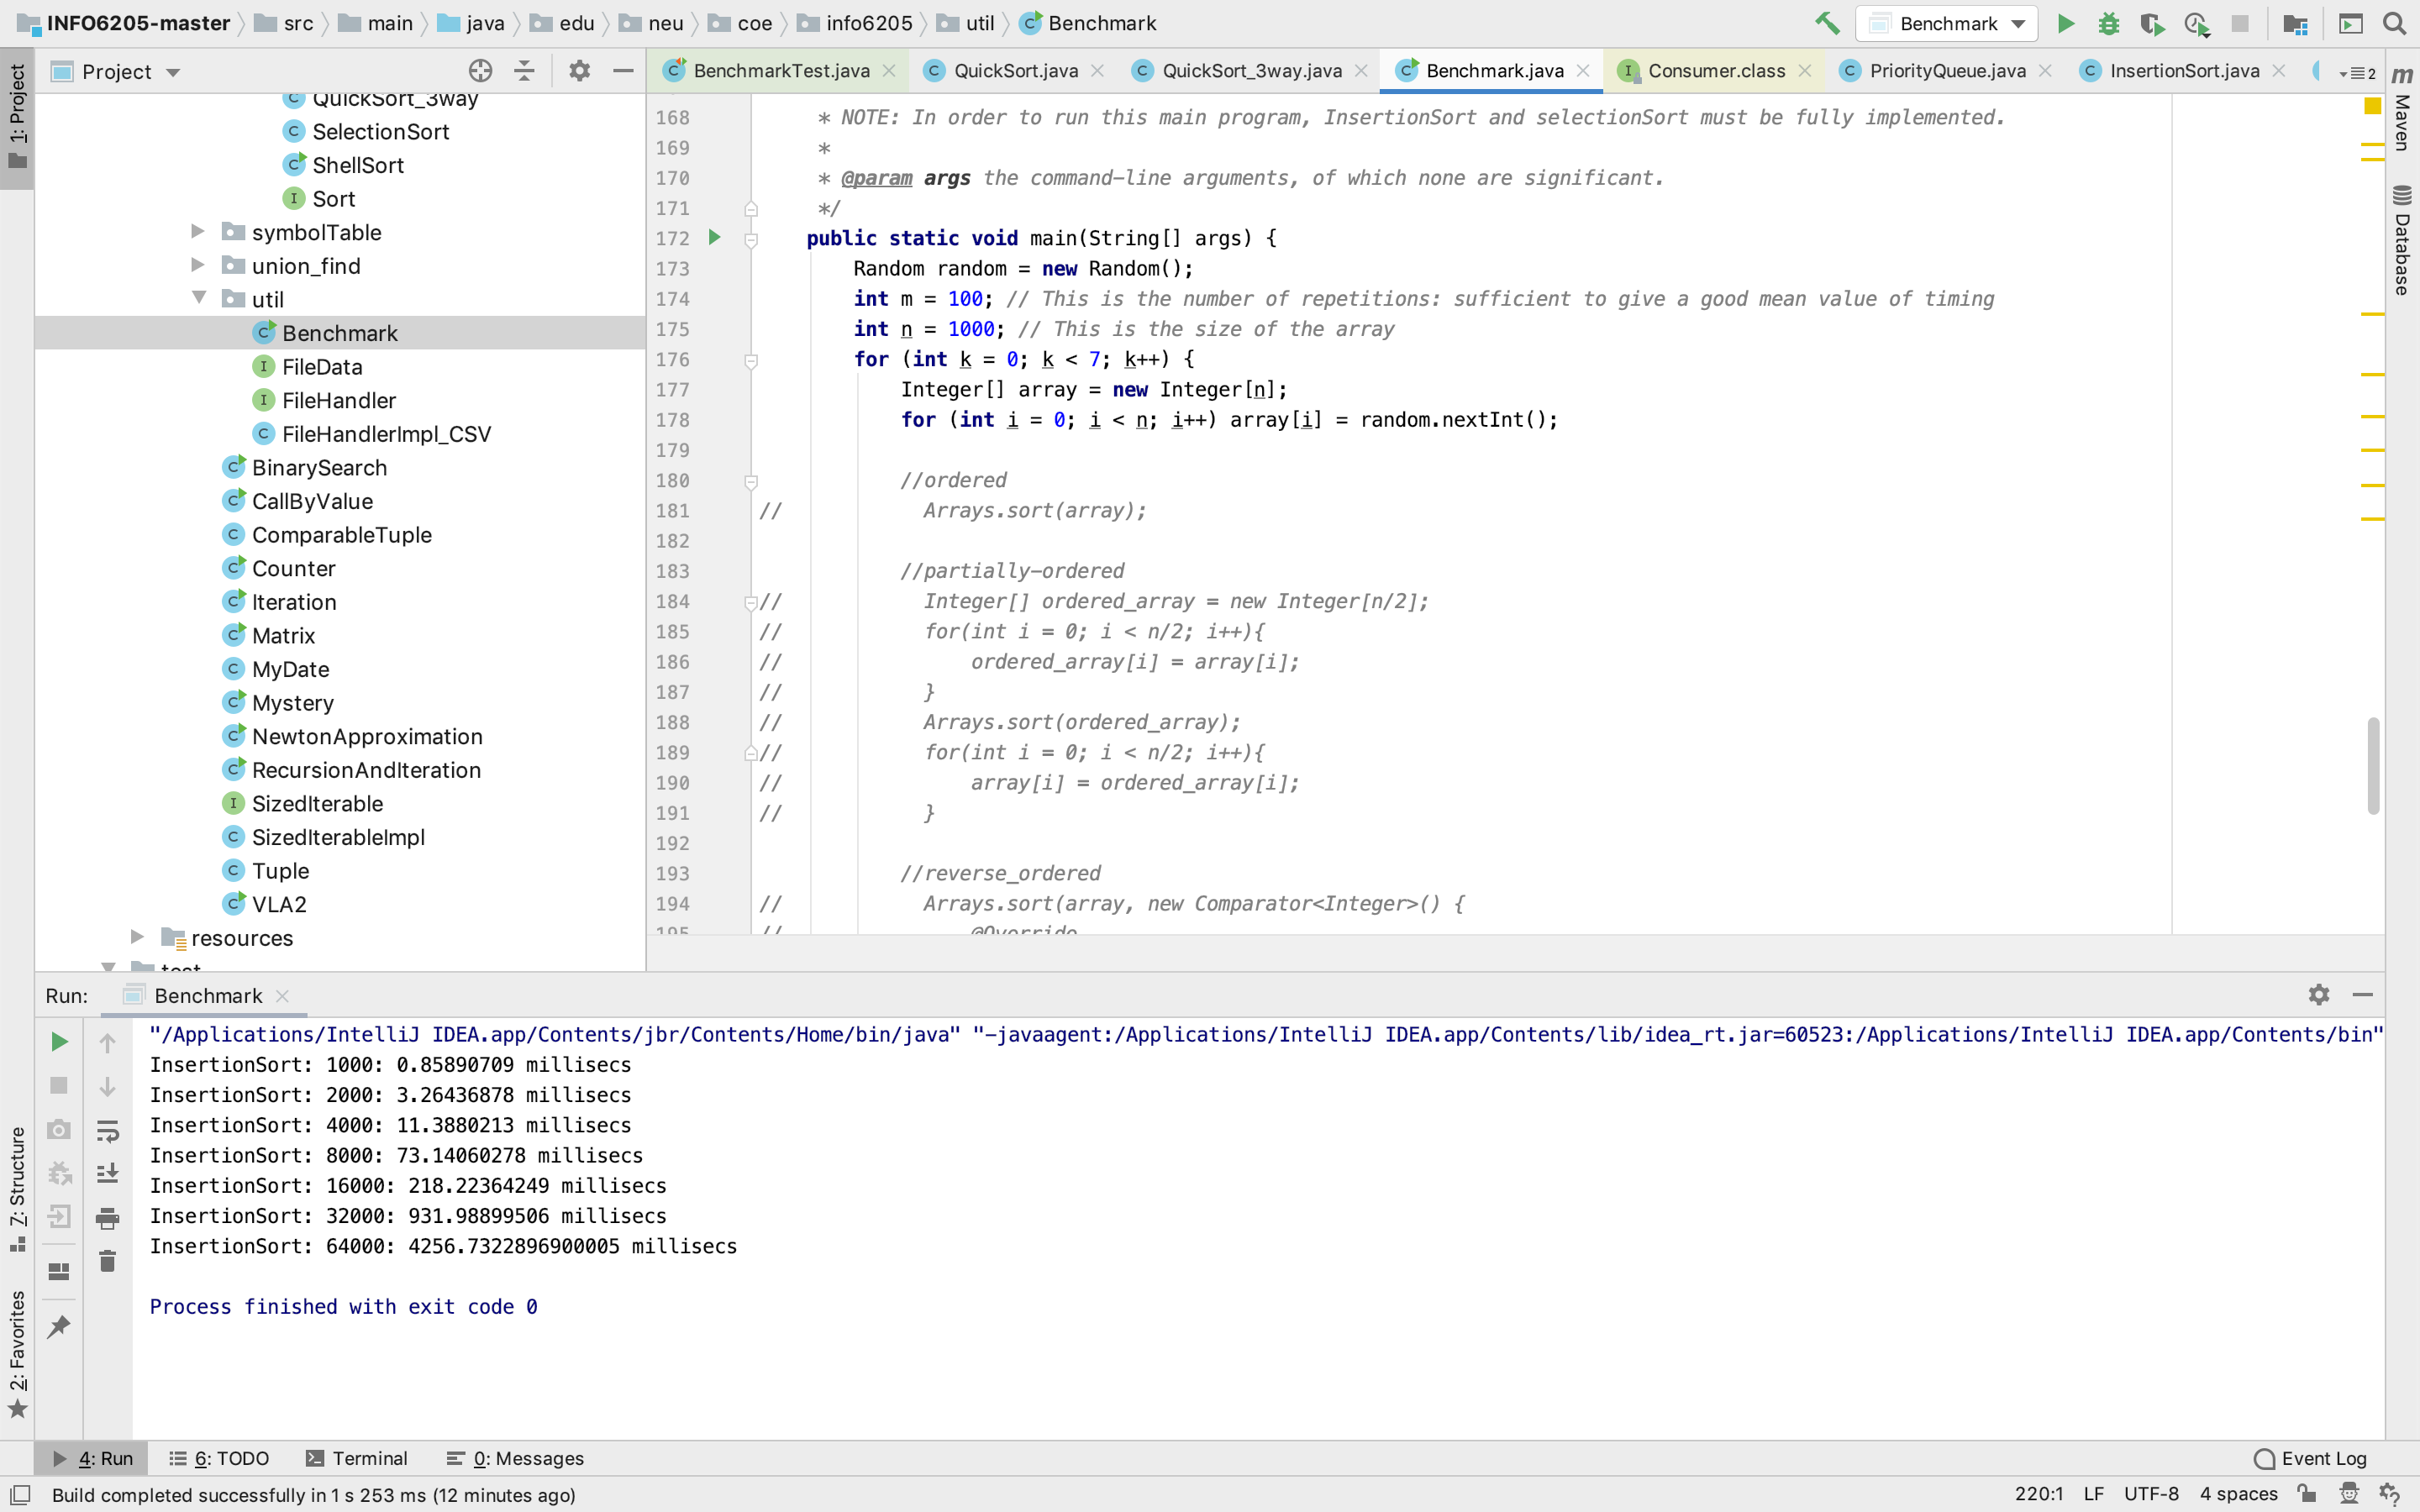 INFO6205-master src main java edu neu coe info6205 util Benchmark Benchmark
1: Project
Project
QuickSort_3way
SelectionSort
ShellSort
Sort
symbolTable
union_find
util
Benchmark
FileData
FileHandler
FileHandlerImpl_CSV
BinarySearch
CallByValue
ComparableTuple
Counter
Iteration
Matrix
MyDate
Mystery
NewtonApproximation
RecursionAndIteration
SizedIterable
SizedIterableImpl
Tuple
VLA2
resources
test
BenchmarkTest.java QuickSort.java QuickSort_3way.java Benchmark.java Consumer.class PriorityQueue.java InsertionSort.java 2
168 * NOTE: In order to run this main program, InsertionSort and selectionSort must be fully implemented.
169 *
170 * @param args the command-line arguments, of which none are significant.
171 */
172 public static void main(String[] args) {
173 Random random = new Random();
174 int m = 100; // This is the number of repetitions: sufficient to give a good mean value of timing
175 int n = 1000; // This is the size of the array
176 for (int k = 0; k < 7; k++) {
177 Integer[] array = new Integer[n];
178 for (int i = 0; i < n; i++) array[i] = random.nextInt();
179
180 //ordered
181 // Arrays.sort(array);
182
183 //partially-ordered
184 // Integer[] ordered_array = new Integer[n/2];
185 // for(int i = 0; i < n/2; i++){
186 // ordered_array[i] = array[i];
187 // }
188 // Arrays.sort(ordered_array);
189 // for(int i = 0; i < n/2; i++){
190 // array[i] = ordered_array[i];
191 // }
192
193 //reverse_ordered
194 // Arrays.sort(array, new Comparator<Integer>() {
195 // @Override
Maven
Database
Run: Benchmark
"/Applications/IntelliJ IDEA.app/Contents/jbr/Contents/Home/bin/java" "-javaagent:/Applications/IntelliJ IDEA.app/Contents/lib/idea_rt.jar=60523:/Applications/IntelliJ IDEA.app/Contents/bin"
InsertionSort: 1000: 0.85890709 millisecs
InsertionSort: 2000: 3.26436878 millisecs
InsertionSort: 4000: 11.3880213 millisecs
InsertionSort: 8000: 73.14060278 millisecs
InsertionSort: 16000: 218.22364249 millisecs
InsertionSort: 32000: 931.98899506 millisecs
InsertionSort: 64000: 4256.7322896900005 millisecs
Process finished with exit code 0
7: Structure
2: Favorites
4: Run 6: TODO Terminal 0: Messages Event Log
Build completed successfully in 1 s 253 ms (12 minutes ago) 220:1 LF UTF-8 4 spaces